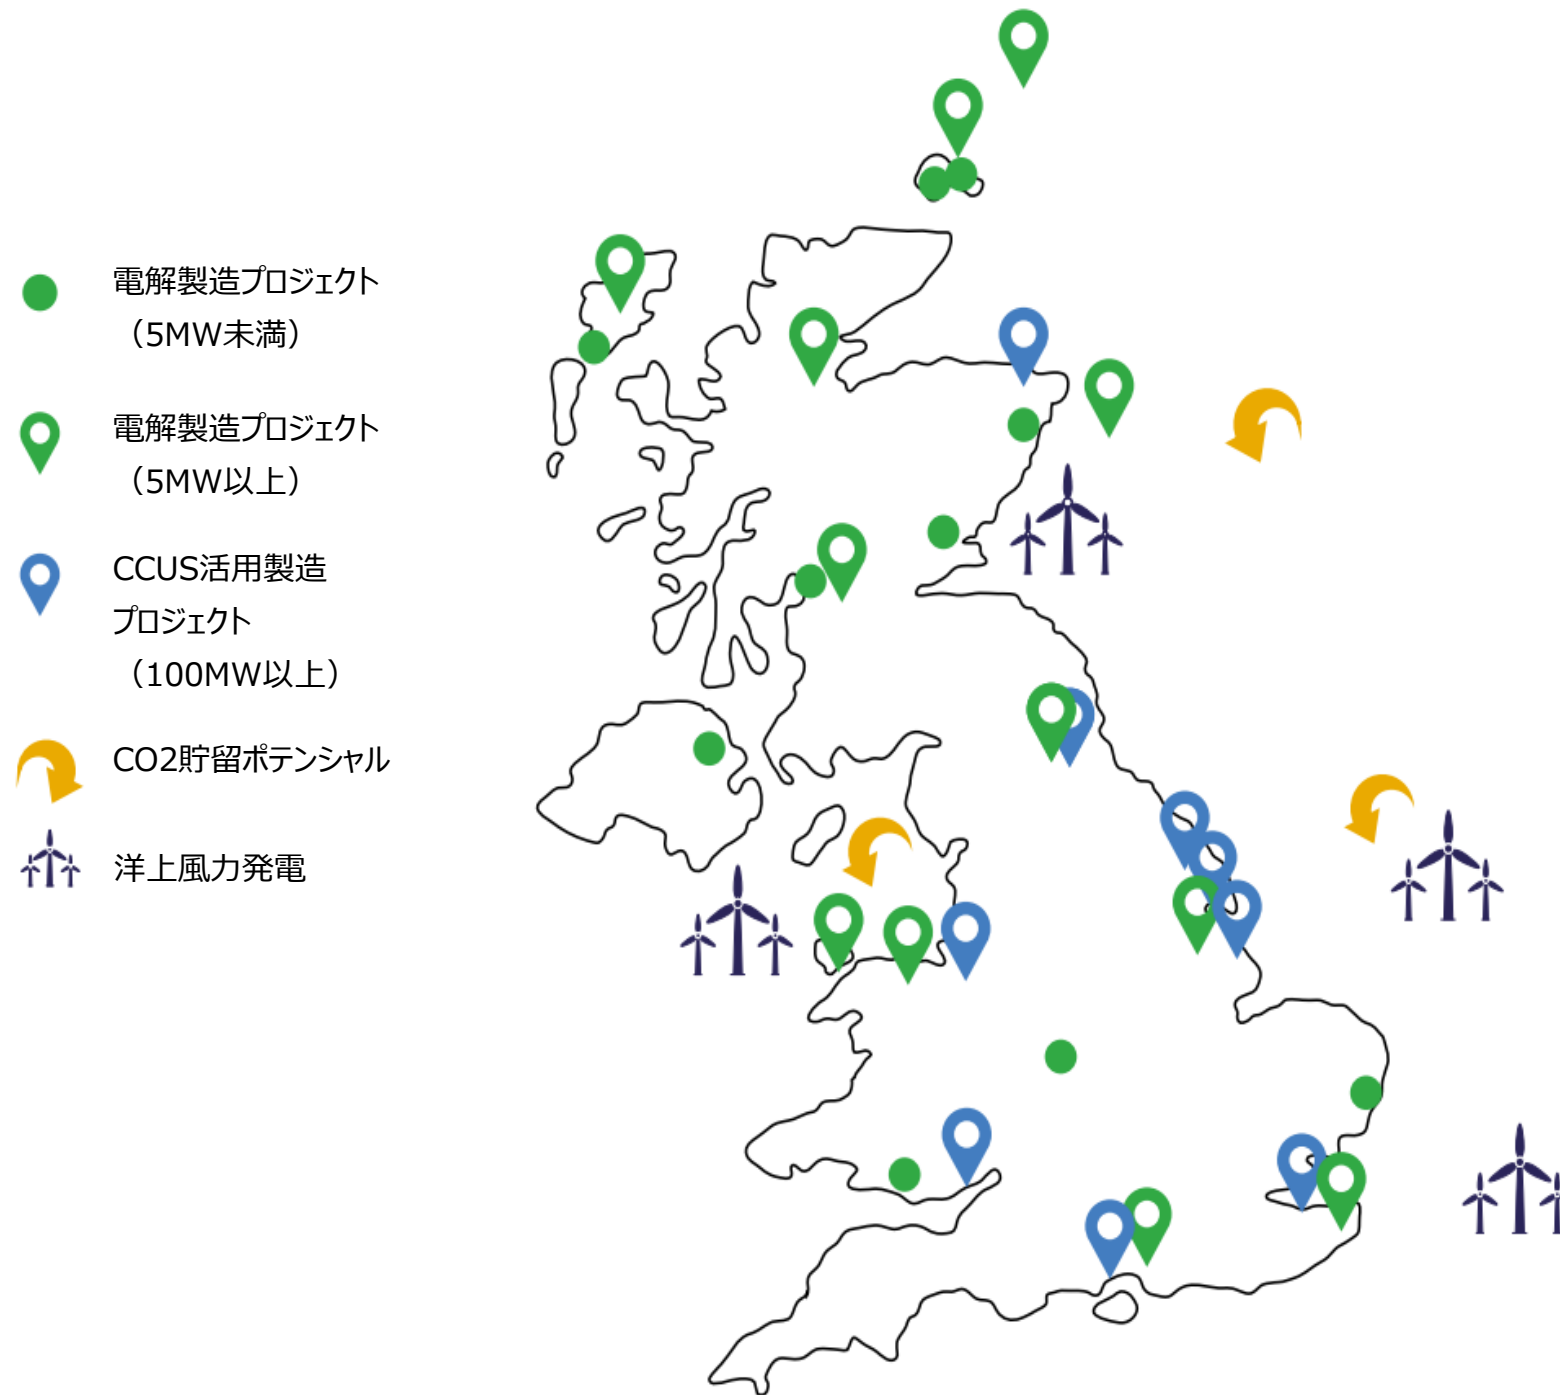 電解製造プロジェクト
（5MW未満）
電解製造プロジェクト
（5MW以上）
CCUS活用製造
プロジェクト
（100MW以上）
CO2貯留ポテンシャル
洋上風力発電